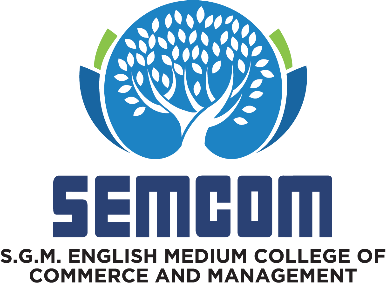 SEMCOM
S.G.M. ENGLISH MEDIUM COLLEGE OF
COMMERCE AND MANAGEMENT